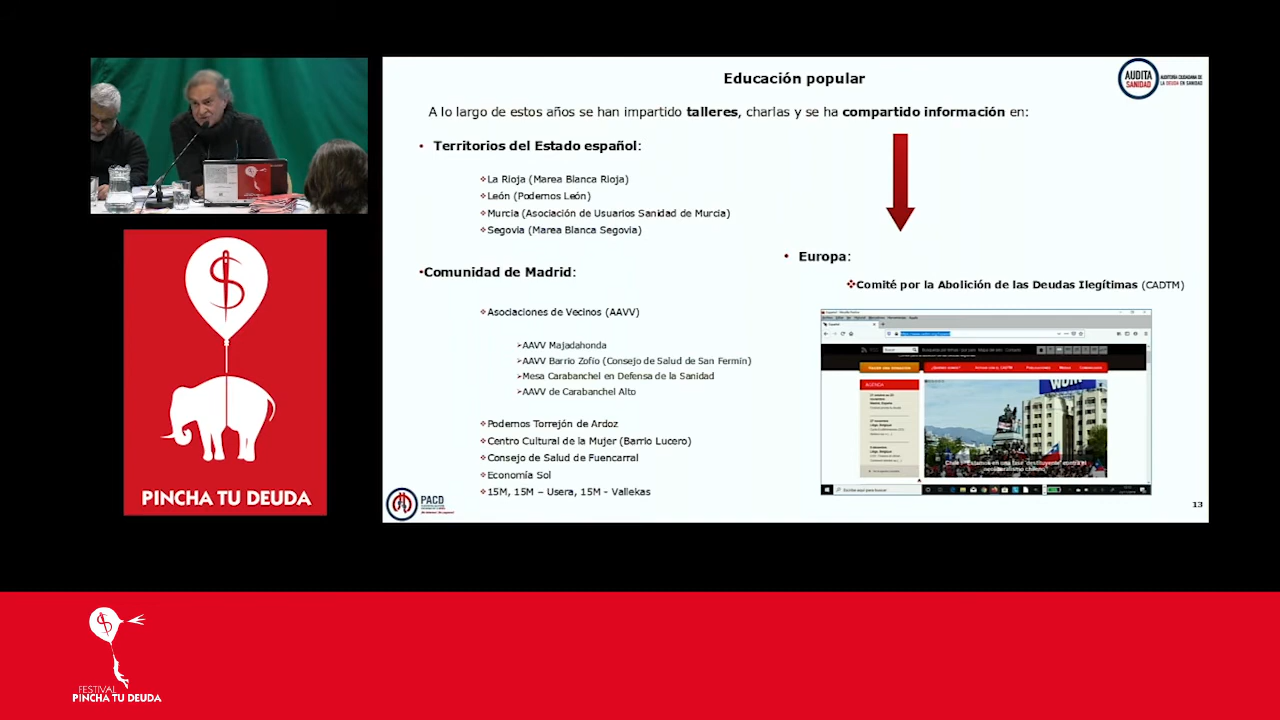 Educación popular
AUDITA
SANIDAD
AUDITORÍA CIUDADANA DE
LA DEUDA EN SANIDAD
A lo largo de estos años se han impartido talleres, charlas y se ha compartido información en:
• Territorios del Estado español:
❖La Rioja (Marea Blanca Rioja)
❖León (Podemos León)
❖Murcia (Asociación de Usuarios Sanidad de Murcia)
❖Segovia (Marea Blanca Segovia)
•Comunidad de Madrid:
❖Asociaciones de Vecinos (AAVV)
➢AAVV Majadahonda
➢AAVV Barrio Zofío (Consejo de Salud de San Fermín)
➢Mesa Carabanchel en Defensa de la Sanidad
➢AAVV de Carabanchel Alto
❖Podemos Torrejón de Ardoz
❖Centro Cultural de la Mujer (Barrio Lucero)
❖Consejo de Salud de Fuencarral
❖Economía Sol
❖15M, 15M – Usera, 15M - Vallekas
• Europa:
❖Comité por la Abolición de las Deudas Ilegítimas (CADTM)
AGENDA
PACD
13
PINCHA TU DEUDA
FESTIVAL
PINCHA TU DEUDA